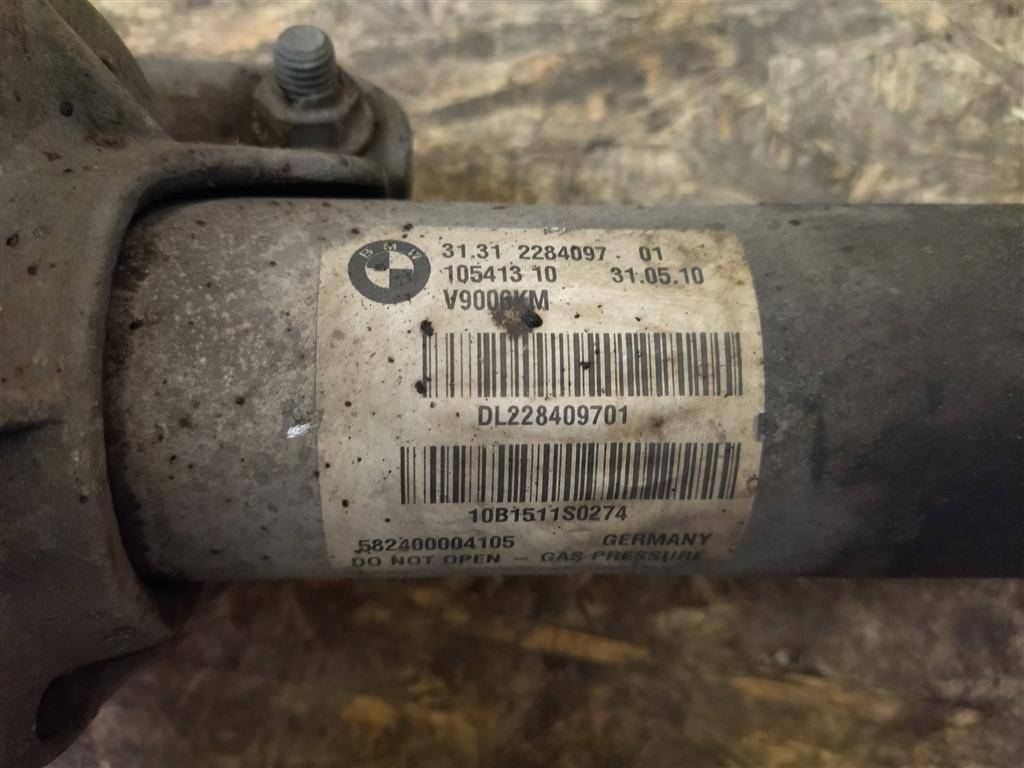 BMW
31.31 2284097 . 01
105413 10 31.05.10
DL228409701
10B1511S0274
582400004105 GERMANY
DO NOT OPEN – GAS PRESSURE